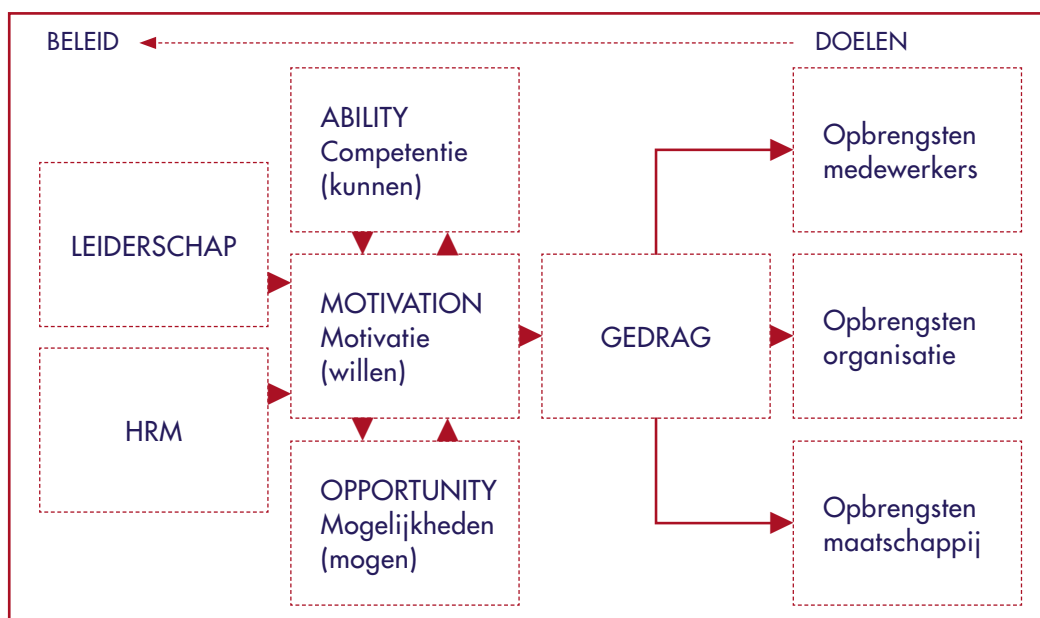 BELEID
DOELEN
LEIDERSCHAP
HRM
ABILITY
Competentie
(kunnen)
MOTIVATION
Motivatie
(willen)
OPPORTUNITY
Mogelijkheden
(mogen)
GEDRAG
Opbrengsten
medewerkers
Opbrengsten
organisatie
Opbrengsten
maatschappij